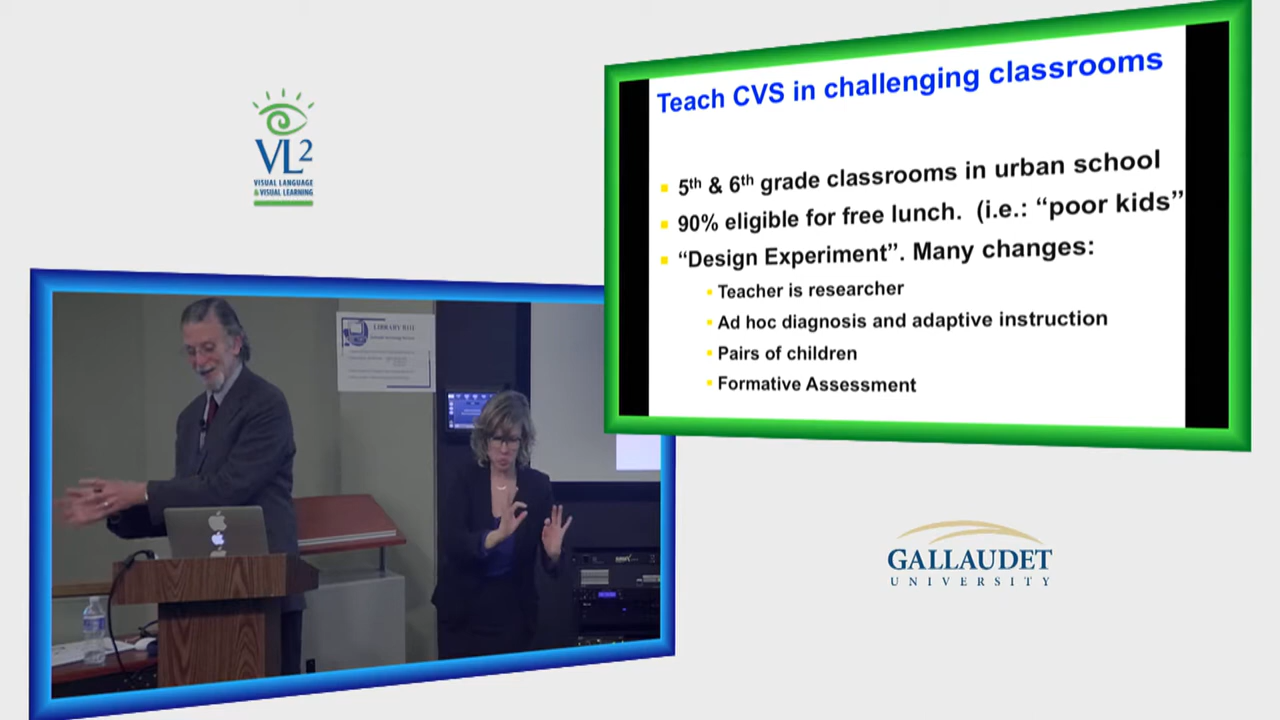 VL2
VISUAL LANGUAGE
& VISUAL LEARNING
Teach CVS in challenging classrooms
5th & 6th grade classrooms in urban school
90% eligible for free lunch. (i.e.: “poor kids”
“Design Experiment”. Many changes:
Teacher is researcher
Ad hoc diagnosis and adaptive instruction
Pairs of children
Formative Assessment
GALLAUDET
UNIVERSITY